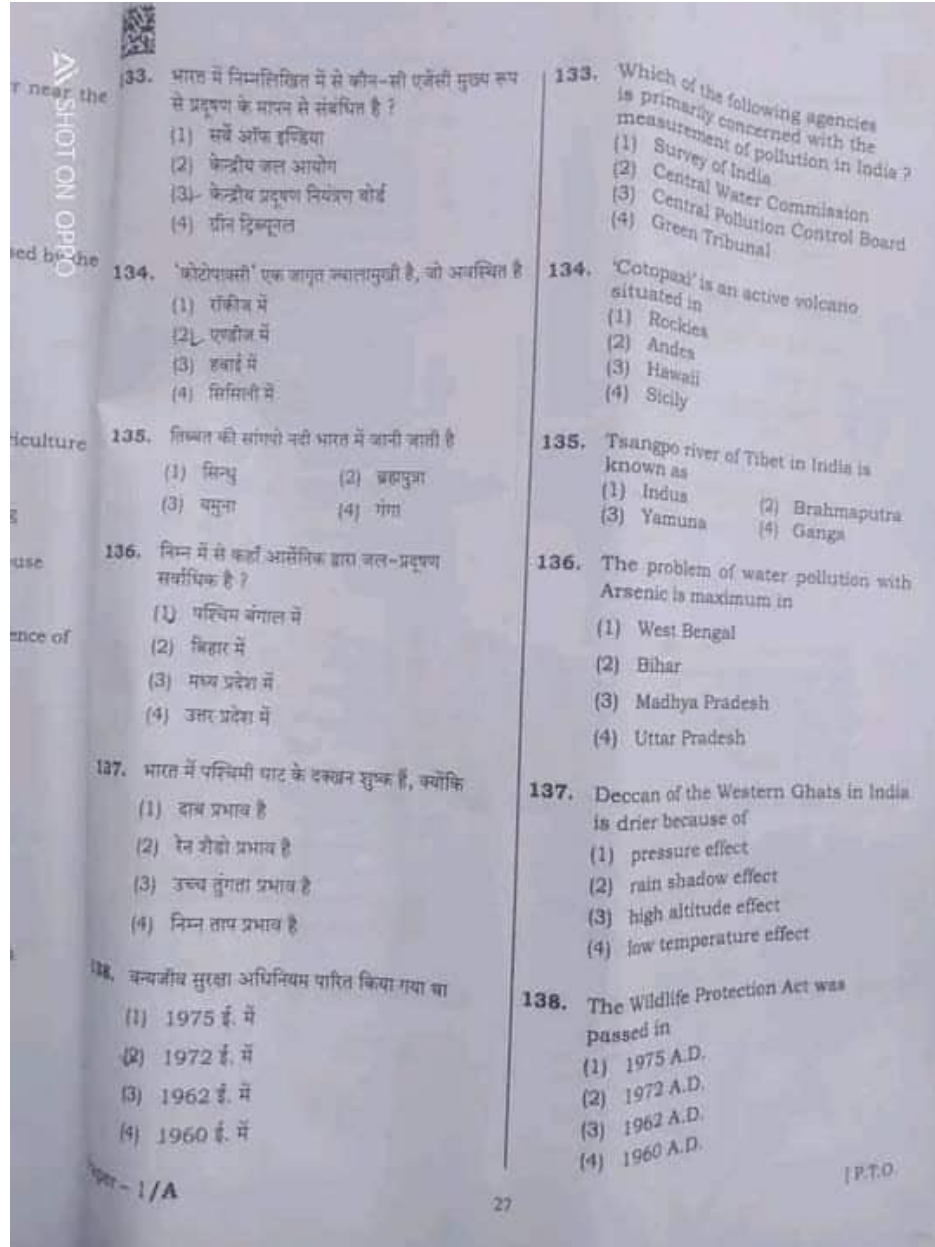 SHOT ON OPPO
r near the
sed by the
riculture
use
ence of
133. भारत में निम्नलिखित में से कौन-सी एजेंसी मुख्य रूप
से प्रदूषण के मापन से संबंधित है ?
(1) सर्वे ऑफ इण्डिया
(2) केन्द्रीय जल आयोग
(3) केन्द्रीय प्रदूषण नियंत्रण बोर्ड
(4) ग्रीन ट्रिब्यूनल
134. 'कोटोपाक्सी' एक जागृत ज्वालामुखी है, जो अवस्थित है
(1) रॉकीज में
(2) एण्डीज में
(3) हवाई में
(4) सिसिली में
135. तिब्बत की सांगपो नदी भारत में जानी जाती है
(1) सिन्धु (2) ब्रह्मपुत्रा
(3) यमुना (4) गंगा
136. निम्न में से कहाँ आर्सेनिक द्वारा जल-प्रदूषण
सर्वाधिक है ?
(1) पश्चिम बंगाल में
(2) बिहार में
(3) मध्य प्रदेश में
(4) उत्तर प्रदेश में
137. भारत में पश्चिमी घाट के दक्खन शुष्क हैं, क्योंकि
(1) दाब प्रभाव है
(2) रेन शैडो प्रभाव है
(3) उच्च तुंगता प्रभाव है
(4) निम्न ताप प्रभाव है
138. वन्यजीव सुरक्षा अधिनियम पारित किया गया था
(1) 1975 ई. में
(2) 1972 ई. में
(3) 1962 ई. में
(4) 1960 ई. में
133. Which of the following agencies
is primarily concerned with the
measurement of pollution in India ?
(1) Survey of India
(2) Central Water Commission
(3) Central Pollution Control Board
(4) Green Tribunal
134. 'Cotopaxi' is an active volcano
situated in
(1) Rockies
(2) Andes
(3) Hawaii
(4) Sicily
135. Tsangpo river of Tibet in India is
known as
(1) Indus (2) Brahmaputra
(3) Yamuna (4) Ganga
136. The problem of water pollution with
Arsenic is maximum in
(1) West Bengal
(2) Bihar
(3) Madhya Pradesh
(4) Uttar Pradesh
137. Deccan of the Western Ghats in India
is drier because of
(1) pressure effect
(2) rain shadow effect
(3) high altitude effect
(4) low temperature effect
138. The Wildlife Protection Act was
passed in
(1) 1975 A.D.
(2) 1972 A.D.
(3) 1962 A.D.
(4) 1960 A.D.
Paper – 1/A
27
[ P.T.O.